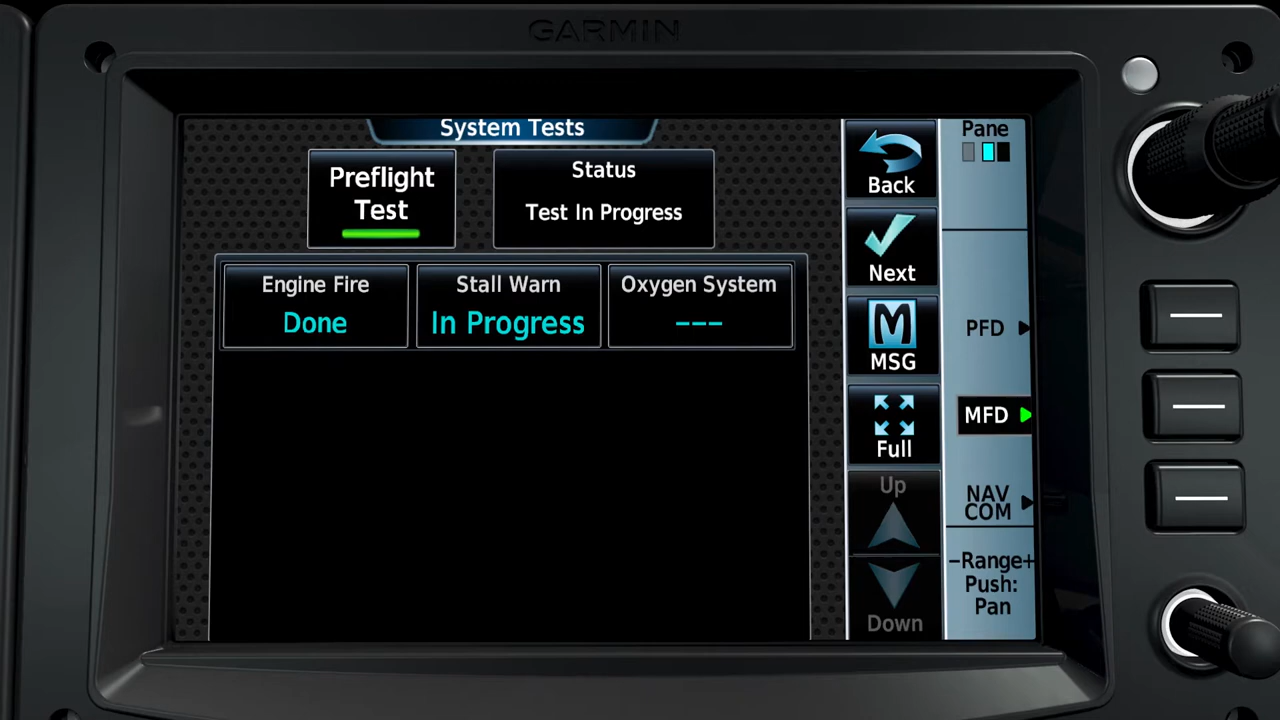 GARMIN
System Tests
Preflight
Test
Status
Test In Progress
Engine Fire
Done
Stall Warn
In Progress
Oxygen System
---
Back
Next
MSG
Full
Up
Down
Pane
PFD
MFD
NAV
COM
-Range+
Push:
Pan